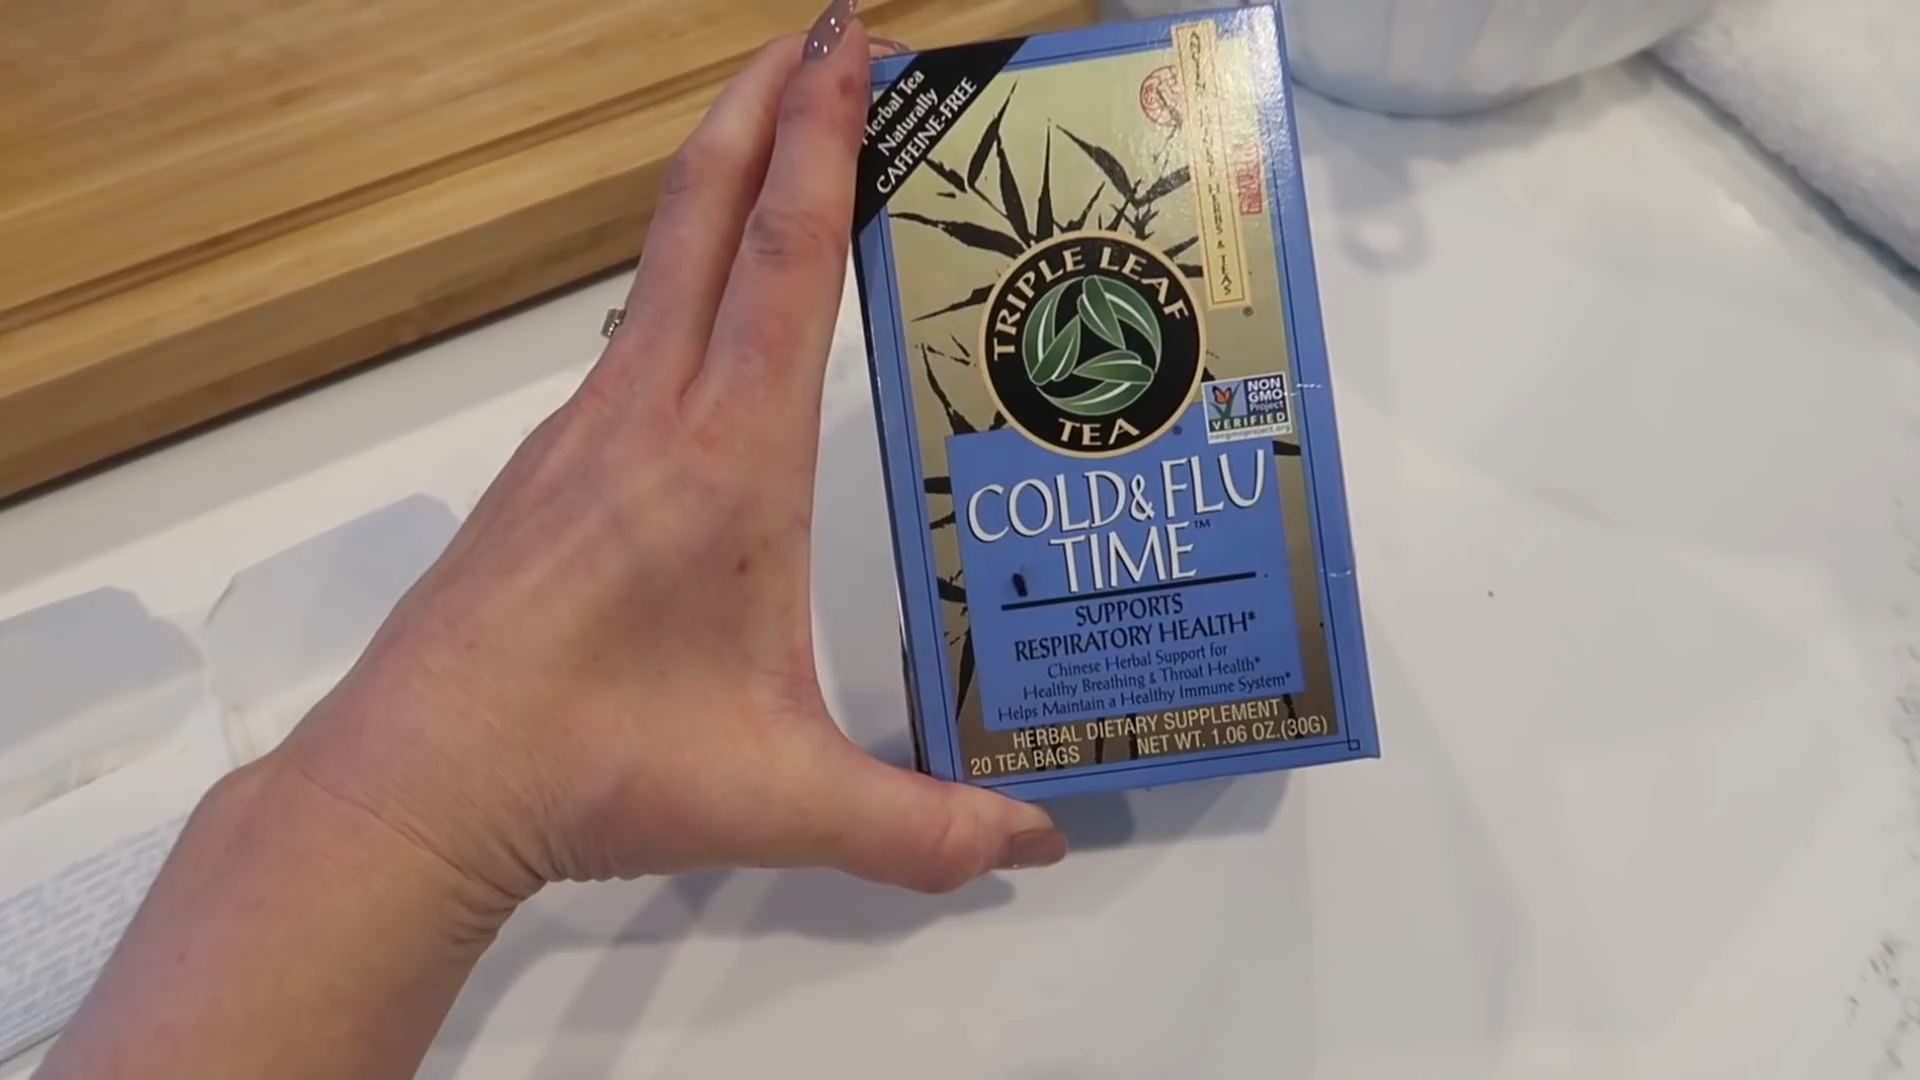 Herbal Tea
Naturally
CAFFEINE-FREE
TRIPLE LEAF
TEA
NON
GMO
Project
VERIFIED
nongmoproject.org
COLD & FLU
TIME™
SUPPORTS
RESPIRATORY HEALTH*
Chinese Herbal Support for
Healthy Breathing & Throat Health*
Helps Maintain a Healthy Immune System*
HERBAL DIETARY SUPPLEMENT
20 TEA BAGS NET WT. 1.06 OZ.(30G)